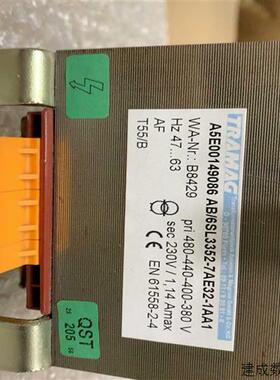 TRAMAG
A5E00149086 AB/6SL3352-7AE32-1AA1
WA-Nr.: B8429
pri 480-440-400-380 V
Hz 47...63
sec 230V / 1,14 Amax
AF
EN 61558-2-4
T55/B
QST
205
建成数